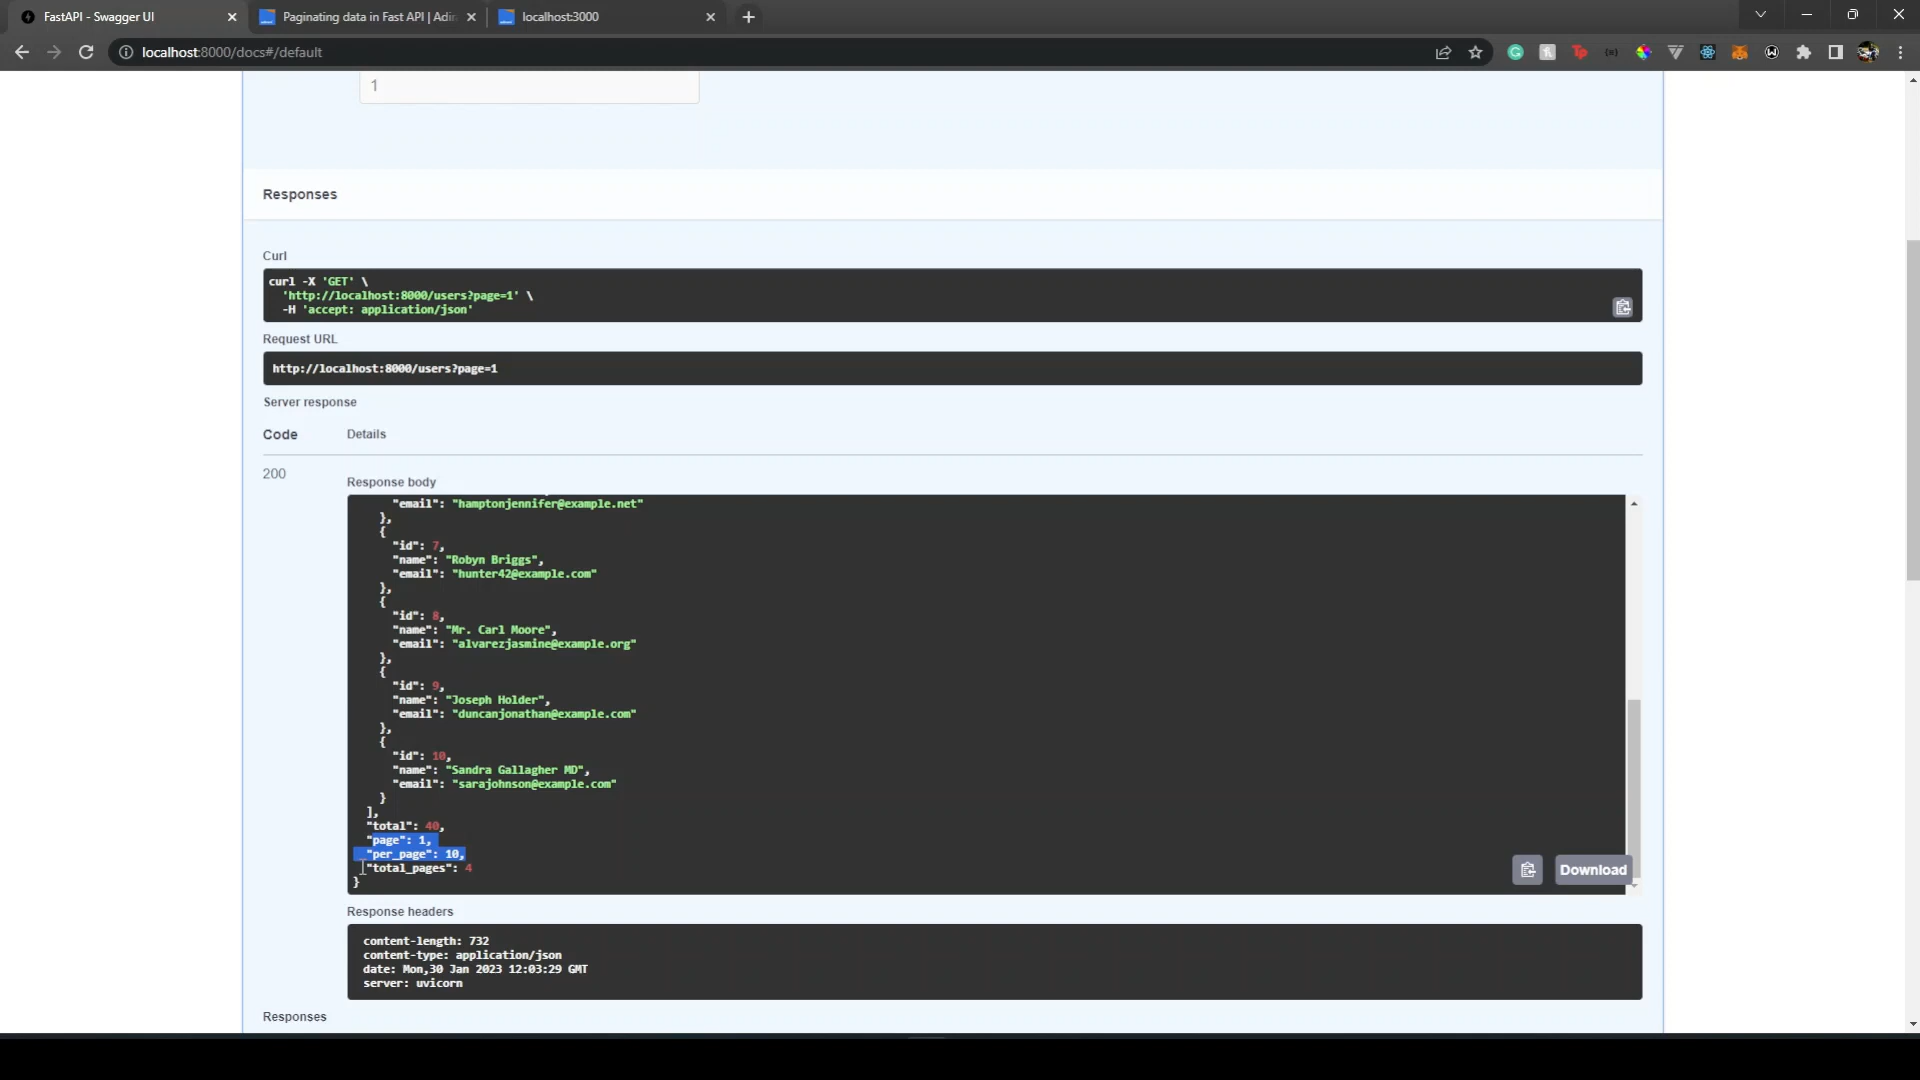 FastAPI - Swagger UI
Paginating data in Fast API | Adir
localhost:3000
localhost:8000/docs#/default
1
Responses
Curl
curl -X 'GET' \
'http://localhost:8000/users?page=1' \
-H 'accept: application/json'
Request URL
http://localhost:8000/users?page=1
Server response
Code Details
200
Response body
"email": "hamptonjennifer@example.net"
},
{
"id": 7,
"name": "Robyn Briggs",
"email": "hunter42@example.com"
},
{
"id": 8,
"name": "Mr. Carl Moore",
"email": "alvarezjasmine@example.org"
},
{
"id": 9,
"name": "Joseph Holder",
"email": "duncanjonathan@example.com"
},
{
"id": 10,
"name": "Sandra Gallagher MD",
"email": "sarajohnson@example.com"
}
],
"total": 40,
"page": 1,
"per_page": 10,
"total_pages": 4
}
Download
Response headers
content-length: 732
content-type: application/json
date: Mon,30 Jan 2023 12:03:29 GMT
server: uvicorn
Responses